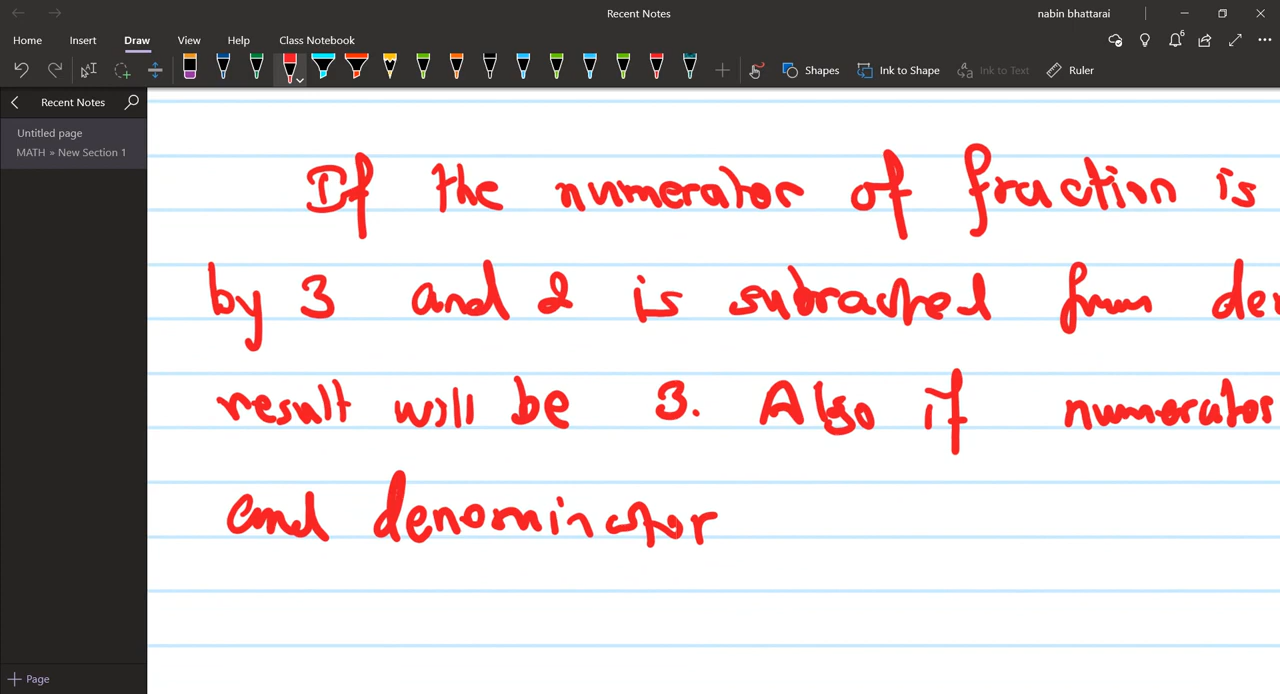 Recent Notes
nabin bhattarai
Home Insert Draw View Help Class Notebook
6
Shapes Ink to Shape Ink to Text Ruler
Recent Notes
Untitled page
MATH » New Section 1
If the numerator of fraction is
by 3 and 2 is subtracted from den
result will be 3. Also if numerator
and denominator
+ Page